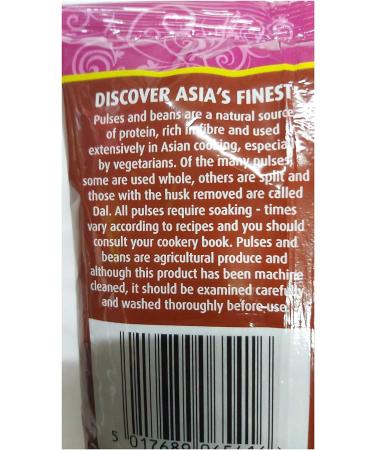 DISCOVER ASIA'S FINEST
Pulses and beans are a natural source
of protein, rich in fibre and used
extensively in Asian cooking, especially
by vegetarians. Of the many pulses,
some are used whole, others are split and
those with the husk removed are called
Dal. All pulses require soaking - times
vary according to recipes and you should
consult your cookery book. Pulses and
beans are agricultural produce and
although this product has been machine
cleaned, it should be examined carefully
and washed thoroughly before use
5 017689